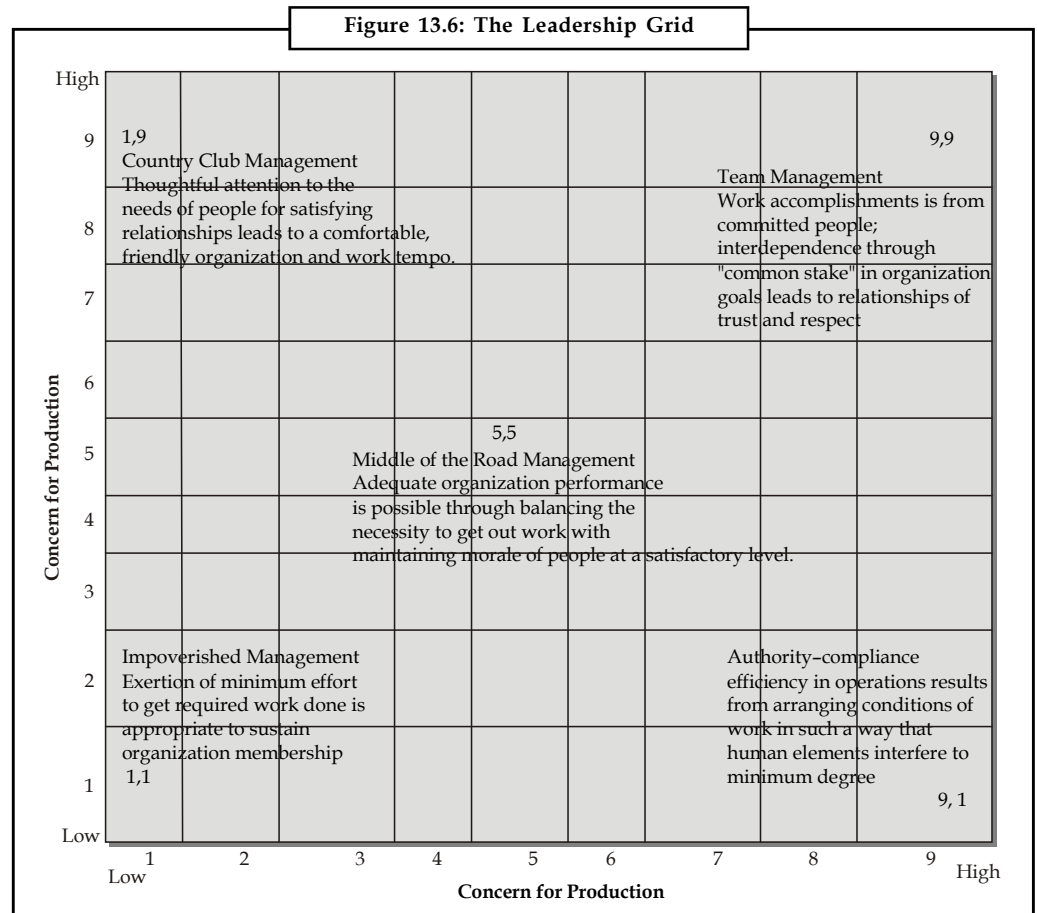 Figure 13.6: The Leadership Grid
High
9
8
7
6
5
4
3
2
1
Low
Concern for Production
1,9
Country Club Management
Thoughtful attention to the
needs of people for satisfying
relationships leads to a comfortable,
friendly organization and work tempo.
9,9
Team Management
Work accomplishments is from
committed people;
interdependence through
"common stake" in organization
goals leads to relationships of
trust and respect
5,5
Middle of the Road Management
Adequate organization performance
is possible through balancing the
necessity to get out work with
maintaining morale of people at a satisfactory level.
Impoverished Management
Exertion of minimum effort
to get required work done is
appropriate to sustain
organization membership
1,1
Authority–compliance
efficiency in operations results
from arranging conditions of
work in such a way that
human elements interfere to
minimum degree
9, 1
1 2 3 4 5 6 7 8 9
Low High
Concern for Production